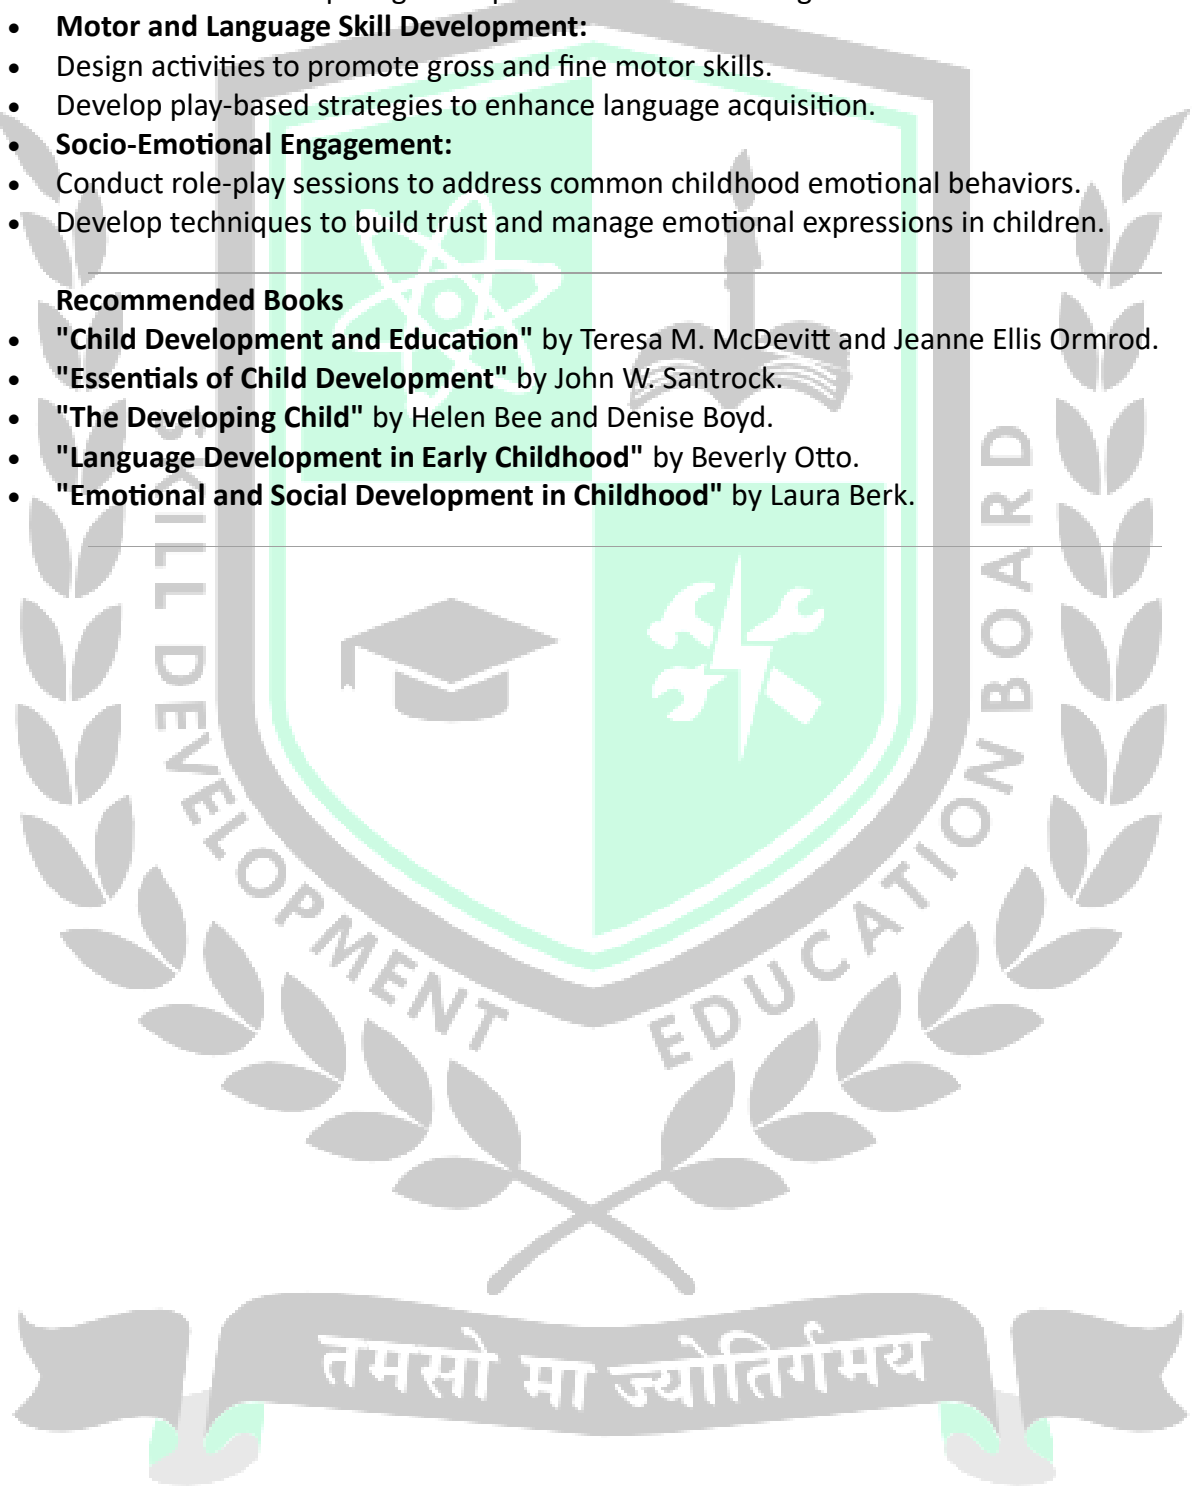 • Motor and Language Skill Development:
• Design activities to promote gross and fine motor skills.
• Develop play-based strategies to enhance language acquisition.
• Socio-Emotional Engagement:
• Conduct role-play sessions to address common childhood emotional behaviors.
• Develop techniques to build trust and manage emotional expressions in children.
Recommended Books
• "Child Development and Education" by Teresa M. McDevitt and Jeanne Ellis Ormrod.
• "Essentials of Child Development" by John W. Santrock.
• "The Developing Child" by Helen Bee and Denise Boyd.
• "Language Development in Early Childhood" by Beverly Otto.
• "Emotional and Social Development in Childhood" by Laura Berk.
SKILL DEVELOPMENT EDUCATION BOARD
तमसो मा ज्योतिर्गमय